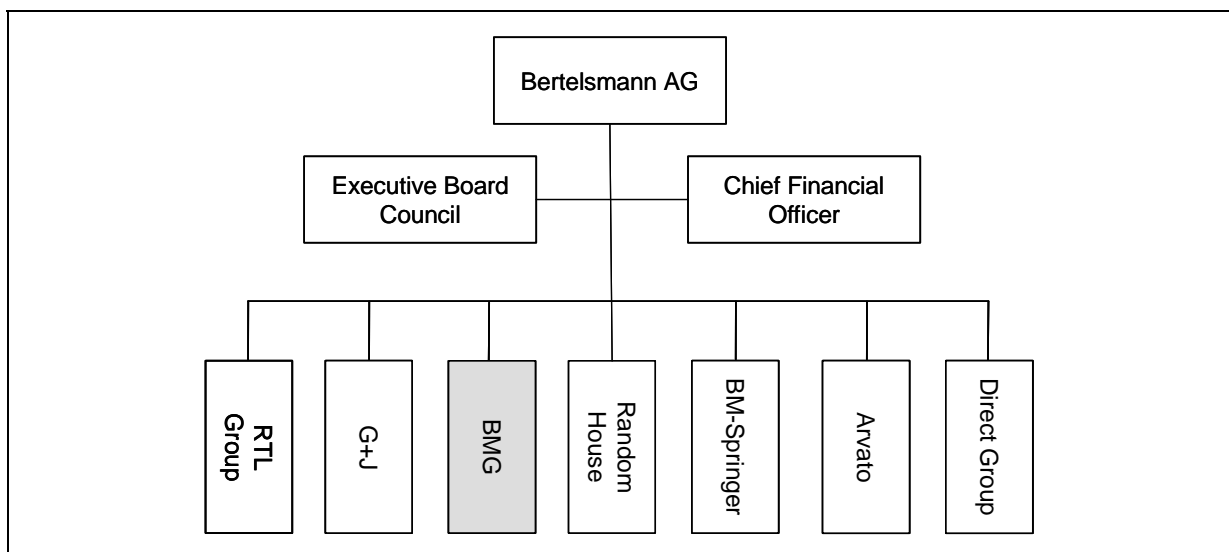 Bertelsmann AG
Executive Board
Council
Chief Financial
Officer
RTL
Group
G+J
BMG
Random
House
BM-Springer
Arvato
Direct Group